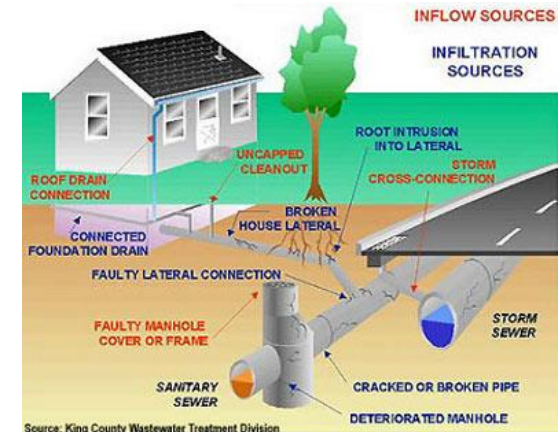 INFLOW SOURCES
INFILTRATION
SOURCES
ROOT INTRUSION
INTO LATERAL
UNCAPPED
CLEANOUT
STORM
CROSS-CONNECTION
ROOF DRAIN
CONNECTION
BROKEN
HOUSE LATERAL
CONNECTED
FOUNDATION DRAIN
FAULTY LATERAL CONNECTION
FAULTY MANHOLE
COVER OR FRAME
STORM
SEWER
SANITARY
SEWER
CRACKED OR BROKEN PIPE
DETERIORATED MANHOLE
Source: King County Wastewater Treatment Division